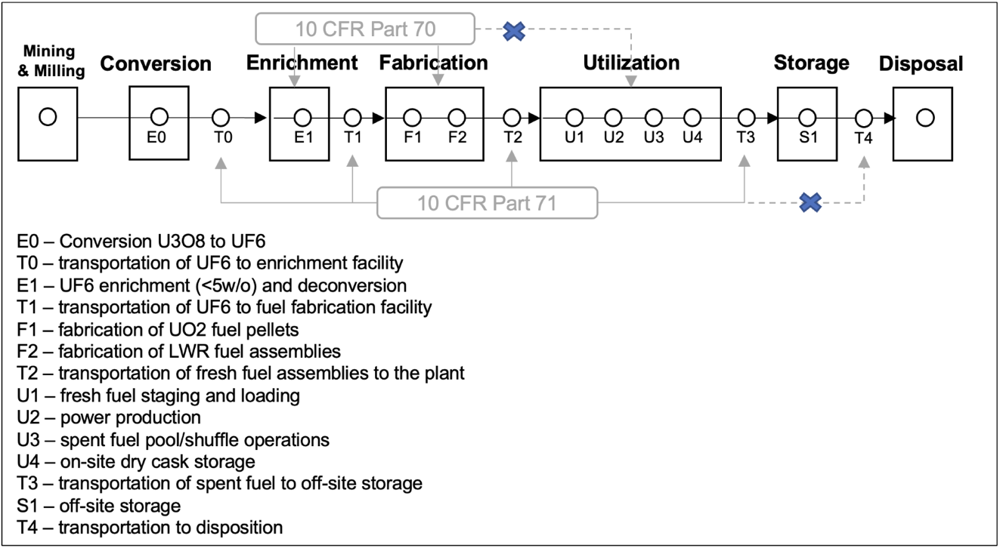 10 CFR Part 70
Mining
& Milling
Conversion
Enrichment
Fabrication
Utilization
Storage
Disposal
E0
T0
E1
T1
F1
F2
T2
U1
U2
U3
U4
T3
S1
T4
10 CFR Part 71
E0 – Conversion U3O8 to UF6
T0 – transportation of UF6 to enrichment facility
E1 – UF6 enrichment (<5w/o) and deconversion
T1 – transportation of UF6 to fuel fabrication facility
F1 – fabrication of UO2 fuel pellets
F2 – fabrication of LWR fuel assemblies
T2 – transportation of fresh fuel assemblies to the plant
U1 – fresh fuel staging and loading
U2 – power production
U3 – spent fuel pool/shuffle operations
U4 – on-site dry cask storage
T3 – transportation of spent fuel to off-site storage
S1 – off-site storage
T4 – transportation to disposition